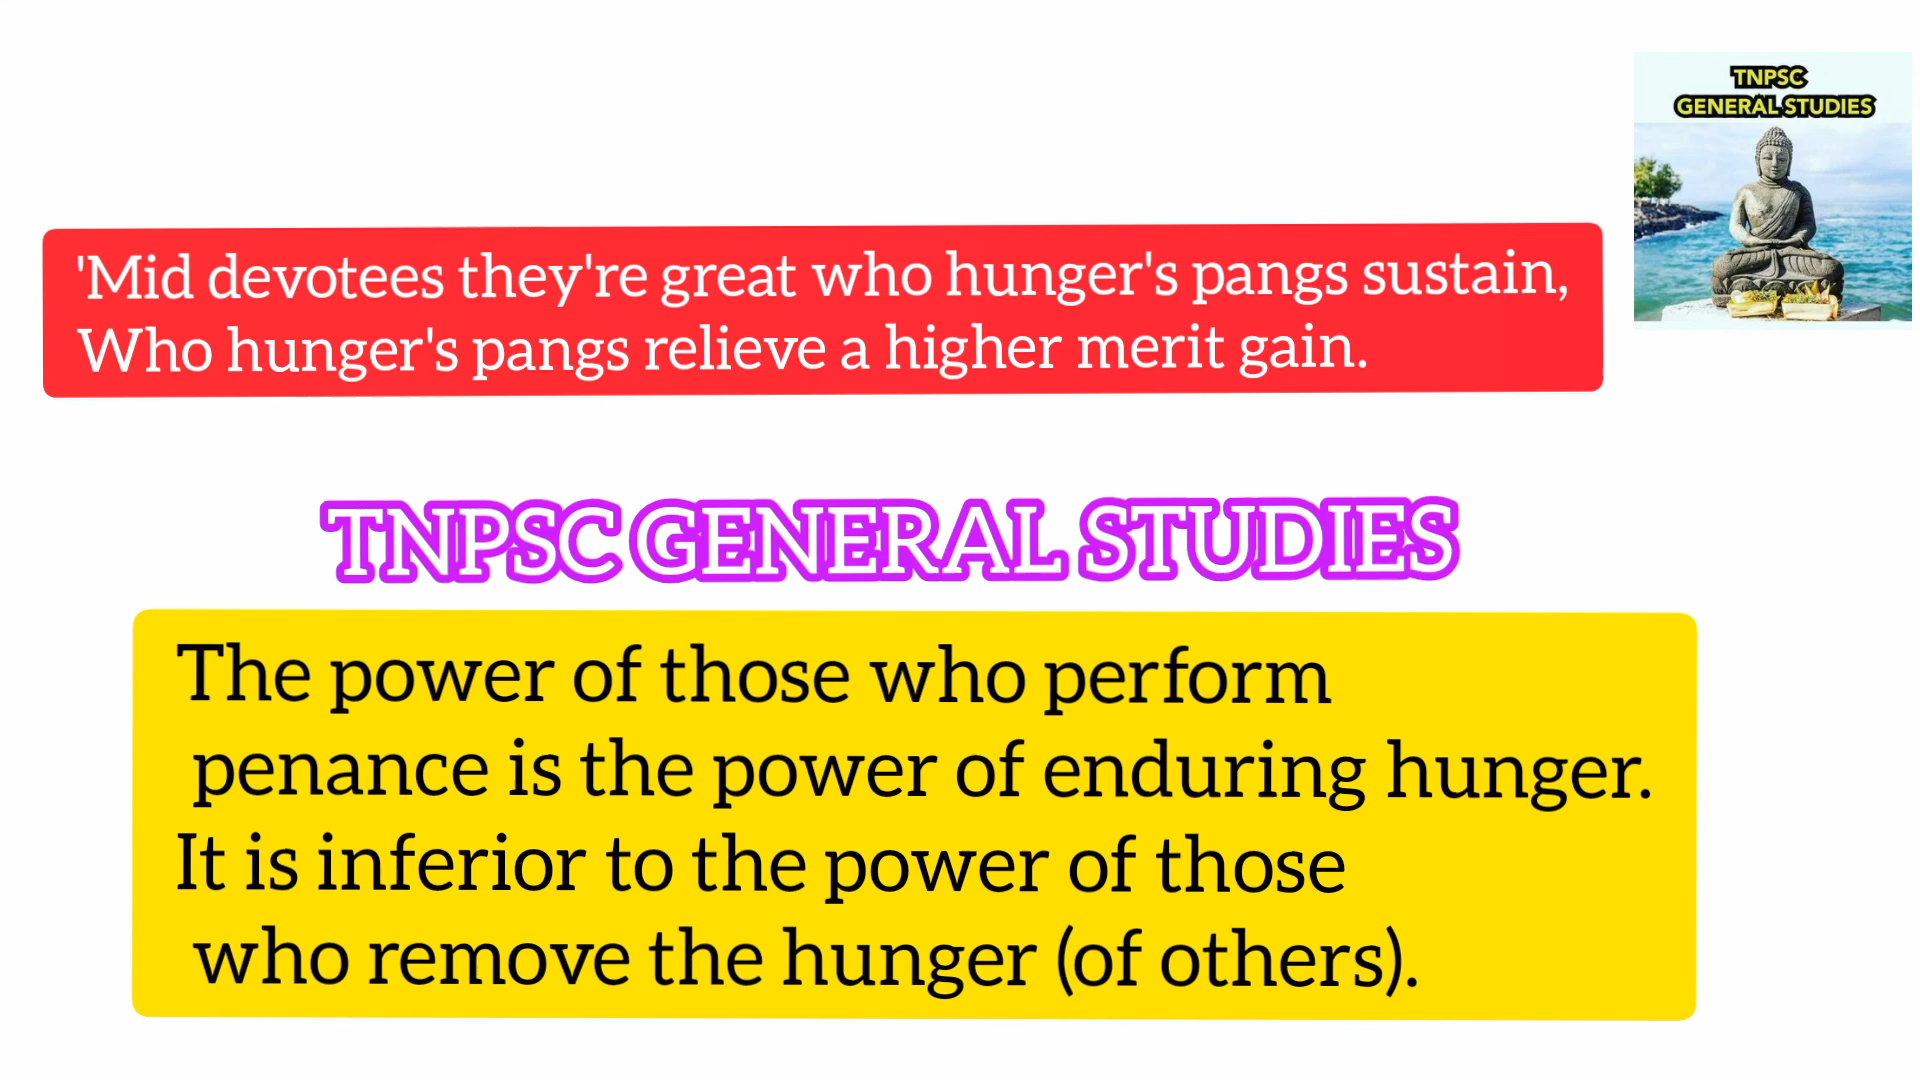 TNPSC
GENERAL STUDIES
'Mid devotees they're great who hunger's pangs sustain,
Who hunger's pangs relieve a higher merit gain.
TNPSC GENERAL STUDIES
The power of those who perform
penance is the power of enduring hunger.
It is inferior to the power of those
who remove the hunger (of others).